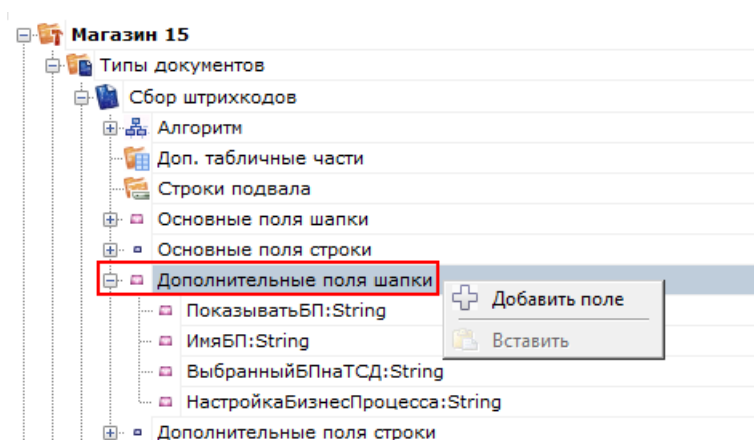 Магазин 15
Типы документов
Сбор штрихкодов
Алгоритм
Доп. табличные части
Строки подвала
Основные поля шапки
Основные поля строки
Дополнительные поля шапки
Добавить поле
ПоказыватьБП:String
ИмяБП:String
Вставить
ВыбранныйБПнаТСД:String
НастройкаБизнесПроцесса:String
Дополнительные поля строки